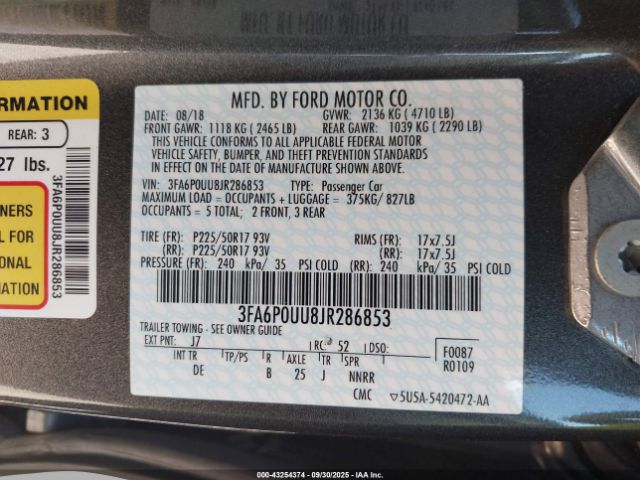 ORMATION
REAR: 3
27 lbs.
NERS
L FOR
ONAL
MATION
3FA6P0UU8JR286853
MFD. BY FORD MOTOR CO.
DATE: 08/18 GVWR: 2136 KG ( 4710 LB)
FRONT GAWR: 1118 KG ( 2465 LB) REAR GAWR: 1039 KG ( 2290 LB)
THIS VEHICLE CONFORMS TO ALL APPLICABLE FEDERAL MOTOR
VEHICLE SAFETY, BUMPER, AND THEFT PREVENTION STANDARDS
IN EFFECT ON THE DATE OF MANUFACTURE SHOWN ABOVE.
VIN: 3FA6P0UU8JR286853 TYPE: Passenger Car
MAXIMUM LOAD = OCCUPANTS + LUGGAGE = 375KG/ 827LB
OCCUPANTS = 5 TOTAL; 2 FRONT, 3 REAR
TIRE (FR): P225/50R17 93V RIMS (FR): 17x7.5J
(RR): P225/50R17 93V (RR): 17x7.5J
PRESSURE (FR): 240 kPa/ 35 PSI COLD (RR): 240 kPa/ 35 PSI COLD
3FA6P0UU8JR286853
TRAILER TOWING - SEE OWNER GUIDE
EXT PNT: J7 RC: 52 DSO: F0087
R0109
INT TR TP/PS R AXLE TR SPR
DE B 25 J NNRR
CMC ▽5U5A-5420472-AA
000-43254374 | 09/30/2025 | IAA, Inc.